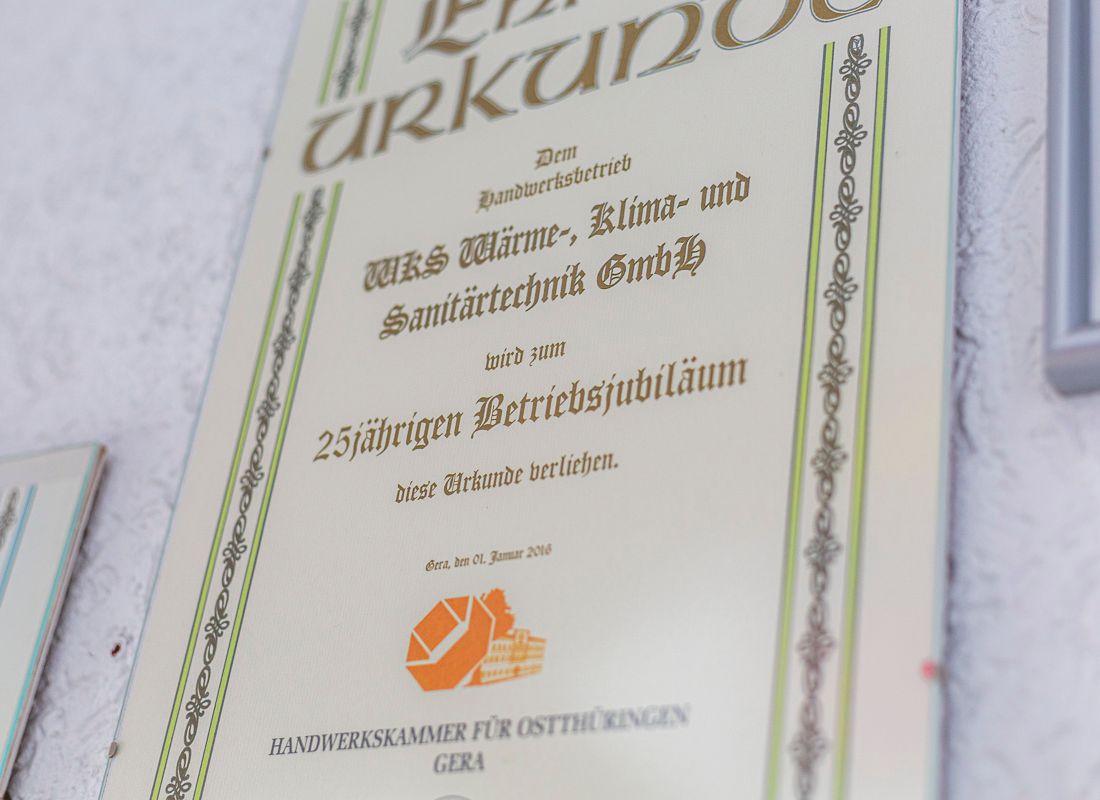 Urkunde
Dem
Handwerksbetrieb
WKS Wärme-, Klima- und
Sanitärtechnik GmbH
wird zum
25jährigen Betriebsjubiläum
diese Urkunde verliehen.
Gera, den 01. Januar 2016
HANDWERKSKAMMER FÜR OSTTHÜRINGEN
GERA